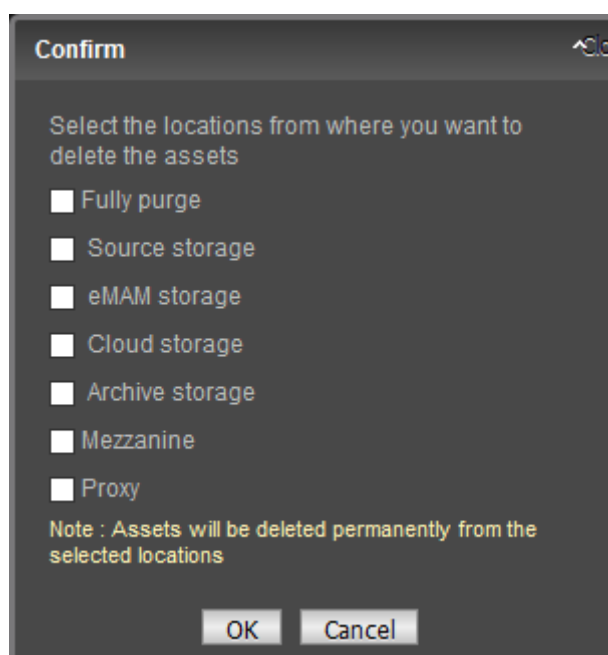 Confirm
Select the locations from where you want to
delete the assets
Fully purge
Source storage
eMAM storage
Cloud storage
Archive storage
Mezzanine
Proxy
Note : Assets will be deleted permanently from the
selected locations
OK Cancel